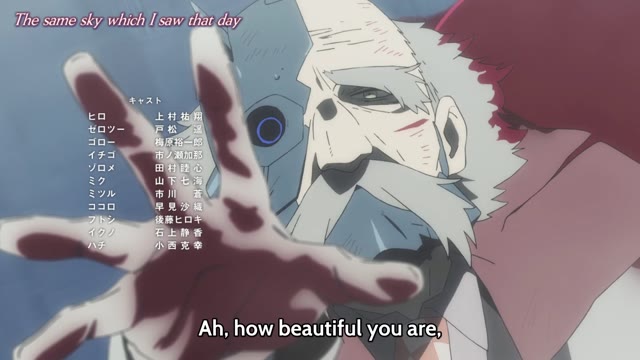 The same sky which I saw that day
キャスト
ヒロ 上村祐翔
ゼロツー 戸松 遥
ゴロー 梅原裕一郎
イチゴ 市ノ瀬加那
ゾロメ 田村睦心
ミク 山下七海
ミツル 市川 蒼
ココロ 早見沙織
フトシ 後藤ヒロキ
イクノ 石上静香
ハチ 小西克幸
Ah, how beautiful you are,